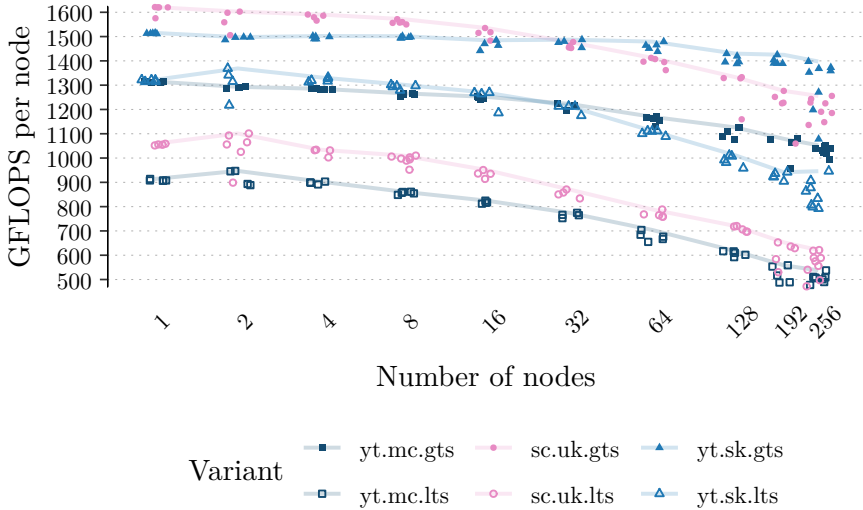 GFLOPS per node
1600
1500
1400
1300
1200
1100
1000
900
800
700
600
500
1 2 4 8 16 32 64 128 192 256
Number of nodes
Variant
yt.mc.gts sc.uk.gts yt.sk.gts
yt.mc.lts sc.uk.lts yt.sk.lts